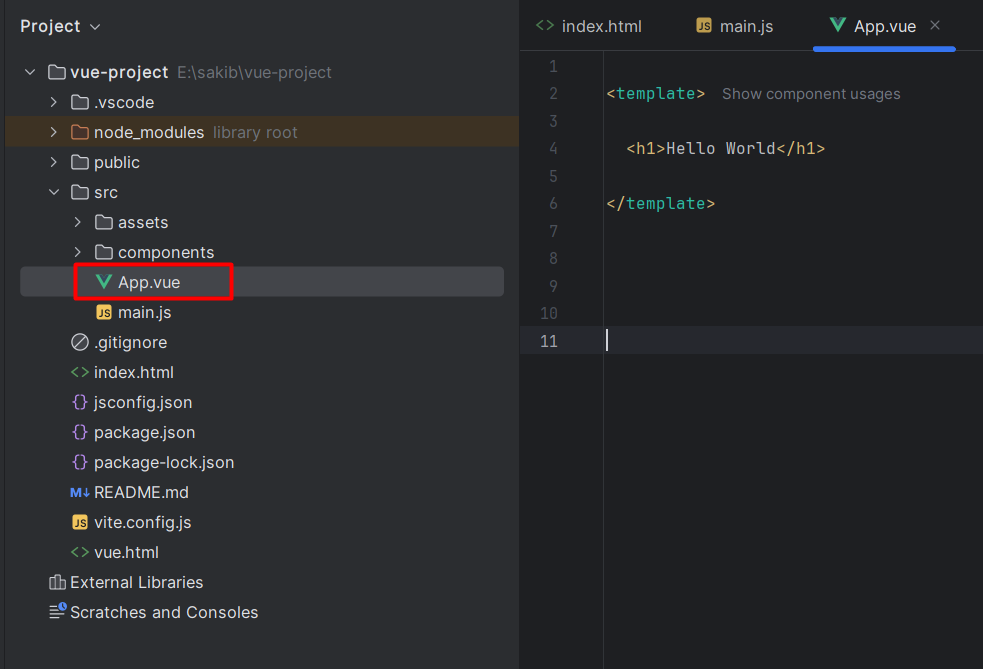 Project
vue-project E:\sakib\vue-project
.vscode
node_modules library root
public
src
assets
components
App.vue
JS main.js
.gitignore
<> index.html
{} jsconfig.json
{} package.json
{} package-lock.json
M↓ README.md
JS vite.config.js
<> vue.html
External Libraries
Scratches and Consoles
<> index.html JS main.js App.vue ×
1
2 <template> Show component usages
3
4 <h1>Hello World</h1>
5
6 </template>
7
8
9
10
11